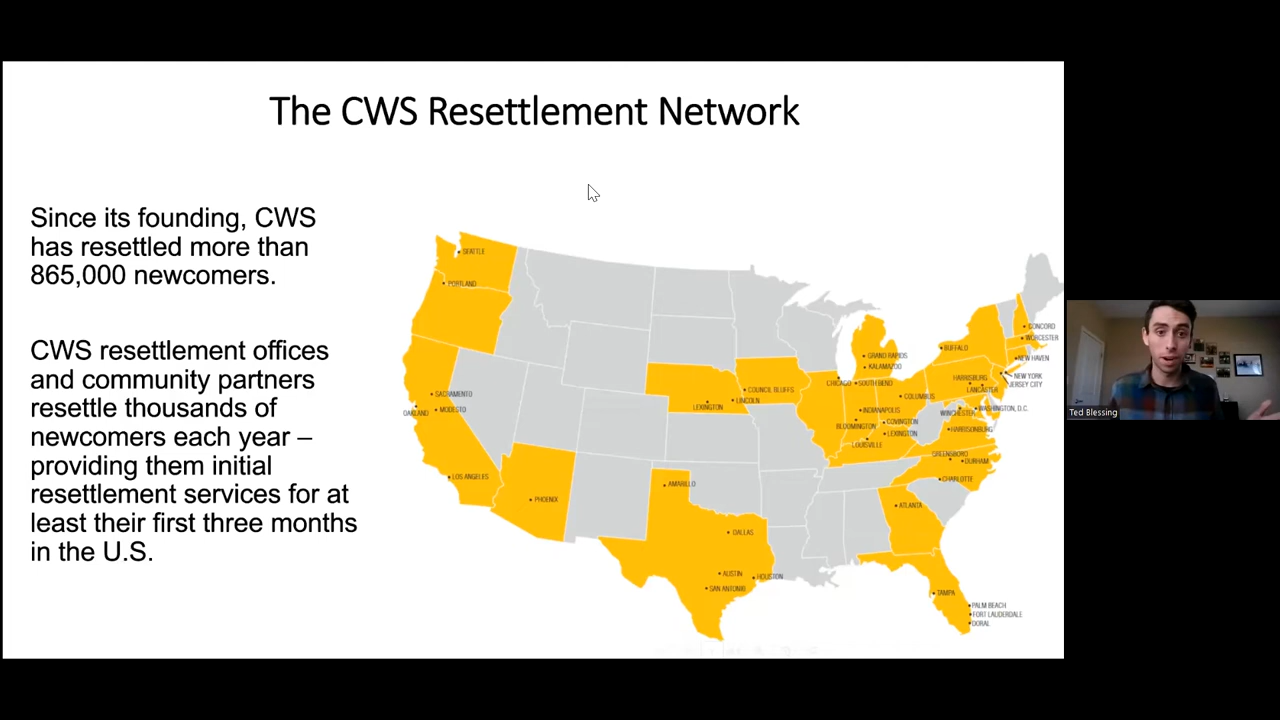 The CWS Resettlement Network
Since its founding, CWS
has resettled more than
865,000 newcomers.
CWS resettlement offices
and community partners
resettle thousands of
newcomers each year –
providing them initial
resettlement services for at
least their first three months
in the U.S.
SEATTLE
PORTLAND
SACRAMENTO
OAKLAND
MODESTO
LOS ANGELES
PHOENIX
AMARILLO
DALLAS
AUSTIN
HOUSTON
SAN ANTONIO
COUNCIL BLUFFS
LINCOLN
LEXINGTON
GRAND RAPIDS
KALAMAZOO
CHICAGO
SOUTH BEND
COLUMBUS
INDIANAPOLIS
COVINGTON
BLOOMINGTON
LEXINGTON
LOUISVILLE
BUFFALO
CONCORD
WORCESTER
NEW HAVEN
NEW YORK
JERSEY CITY
HARRISBURG
LANCASTER
WASHINGTON, D.C.
WINCHESTER
HARRISONBURG
GREENSBORO
DURHAM
CHARLOTTE
ATLANTA
TAMPA
PALM BEACH
FORT LAUDERDALE
DORAL
Ted Blessing